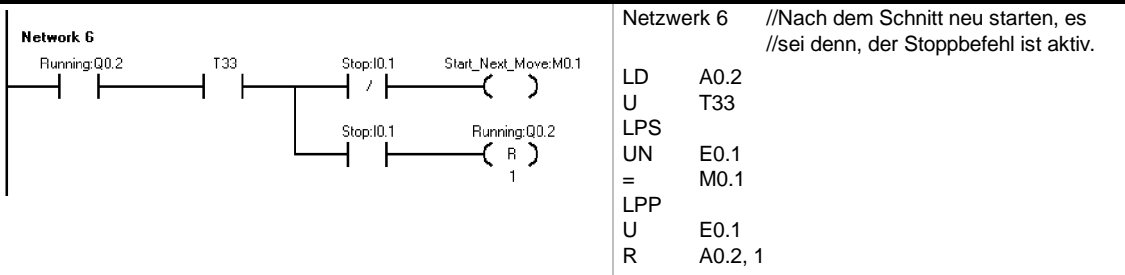 Network 6
Running:Q0.2 T33 Stop:I0.1 Start_Next_Move:M0.1
/
Stop:I0.1 Running:Q0.2
R
1
Netzwerk 6 //Nach dem Schnitt neu starten, es
//sei denn, der Stoppbefehl ist aktiv.
LD A0.2
U T33
LPS
UN E0.1
= M0.1
LPP
U E0.1
R A0.2, 1